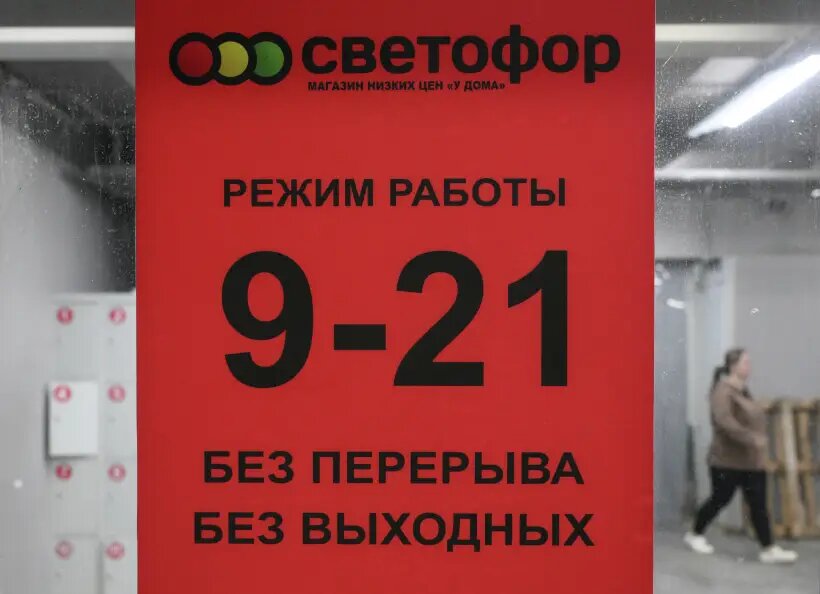 светофор
МАГАЗИН НИЗКИХ ЦЕН «У ДОМА»
РЕЖИМ РАБОТЫ
9-21
БЕЗ ПЕРЕРЫВА
БЕЗ ВЫХОДНЫХ